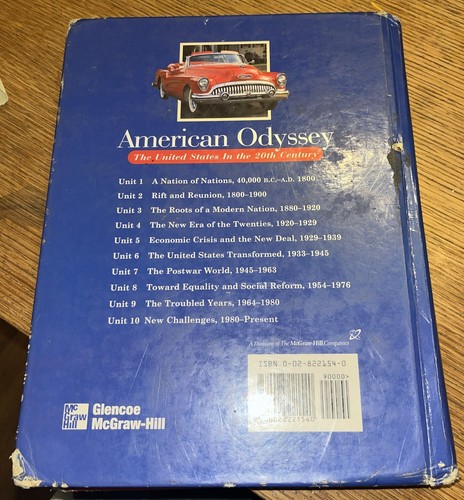 American Odyssey
The United States In the 20th Century
Unit 1 A Nation of Nations, 40,000 B.C.–A.D. 1800
Unit 2 Rift and Reunion, 1800–1900
Unit 3 The Roots of a Modern Nation, 1880–1920
Unit 4 The New Era of the Twenties, 1920–1929
Unit 5 Economic Crisis and the New Deal, 1929–1939
Unit 6 The United States Transformed, 1933–1945
Unit 7 The Postwar World, 1945–1963
Unit 8 Toward Equality and Social Reform, 1954–1976
Unit 9 The Troubled Years, 1964–1980
Unit 10 New Challenges, 1980–Present
A Division of The McGraw-Hill Companies
ISBN 0-02-822154-0
90000>
Mc
Graw
Hill
Glencoe
McGraw-Hill